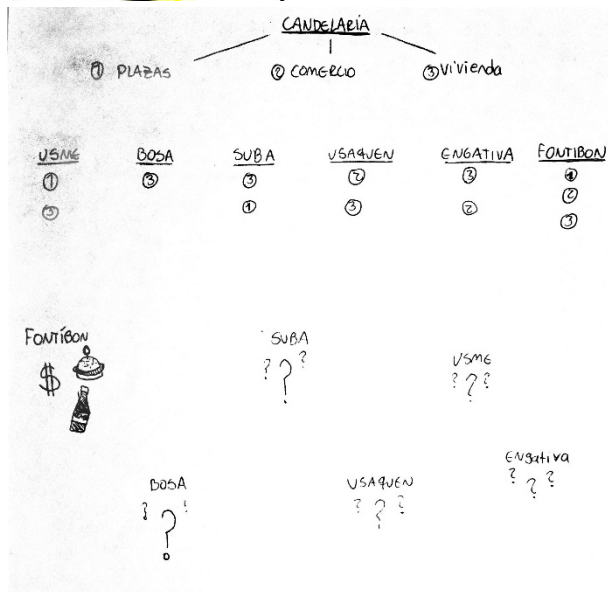 CANDELARIA
① PLAZAS ② COMERCIO ③ vivienda
USME BOSA SUBA USAQUEN ENGATIVA FONTIBON
① ③ ③ ② ③ ①
③ ① ③ ② ②
③
FONTÍBON SUBA
$ ? ? ? USME
? ? ?
BOSA USAQUEN ENgativa
? ? ? ? ? ? ? ? ?